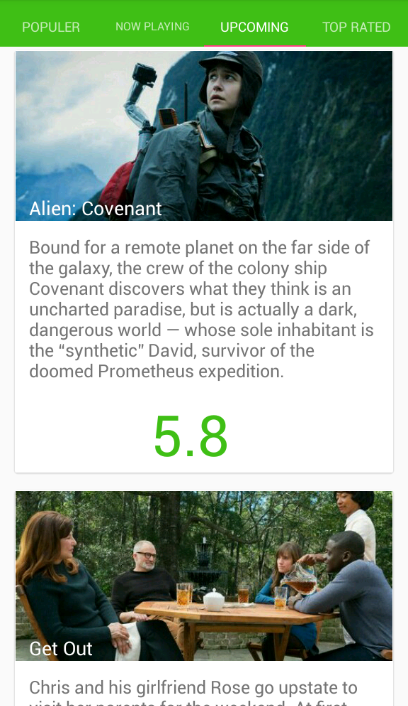 POPULER NOW PLAYING UPCOMING TOP RATED
Alien: Covenant
Bound for a remote planet on the far side of
the galaxy, the crew of the colony ship
Covenant discovers what they think is an
uncharted paradise, but is actually a dark,
dangerous world — whose sole inhabitant is
the “synthetic” David, survivor of the
doomed Prometheus expedition.
5.8
Get Out
Chris and his girlfriend Rose go upstate to
visit her parents for the weekend. At first,